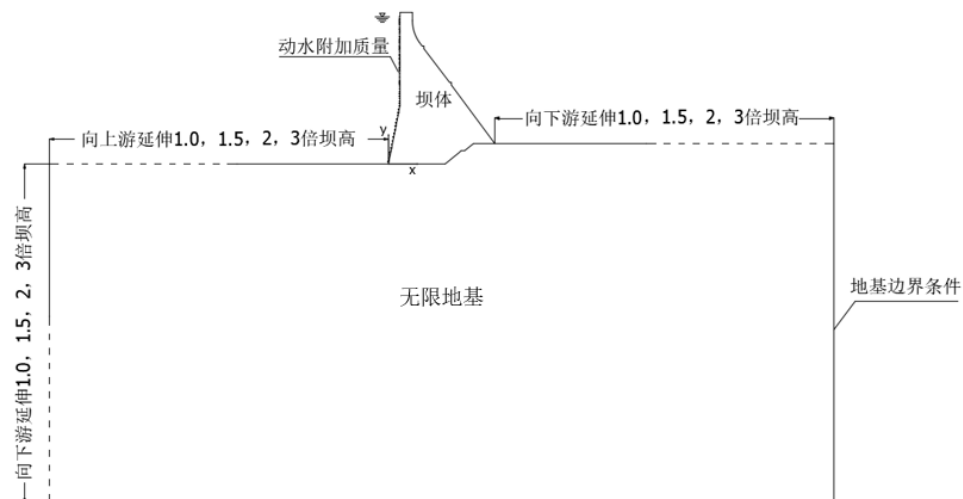 动水附加质量
坝体
向上游延伸1.0，1.5，2，3倍坝高
y
向下游延伸1.0，1.5，2，3倍坝高
x
向下游延伸1.0，1.5，2，3倍坝高
无限地基
地基边界条件